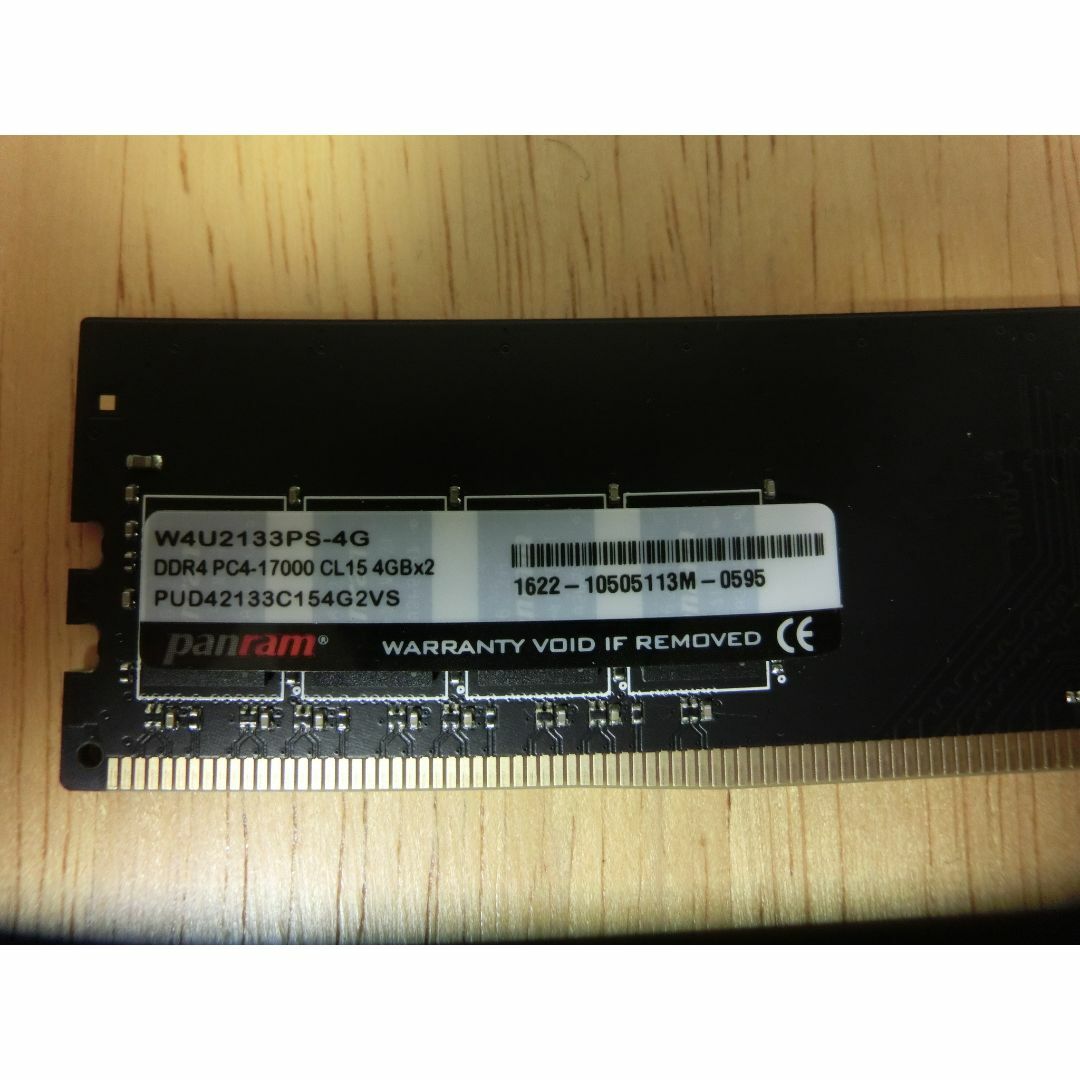 W4U2133PS-4G
DDR4 PC4-17000 CL15 4GBx2
PUD42133C154G2VS
1622-10505113M-0595
panram®
WARRANTY VOID IF REMOVED CE